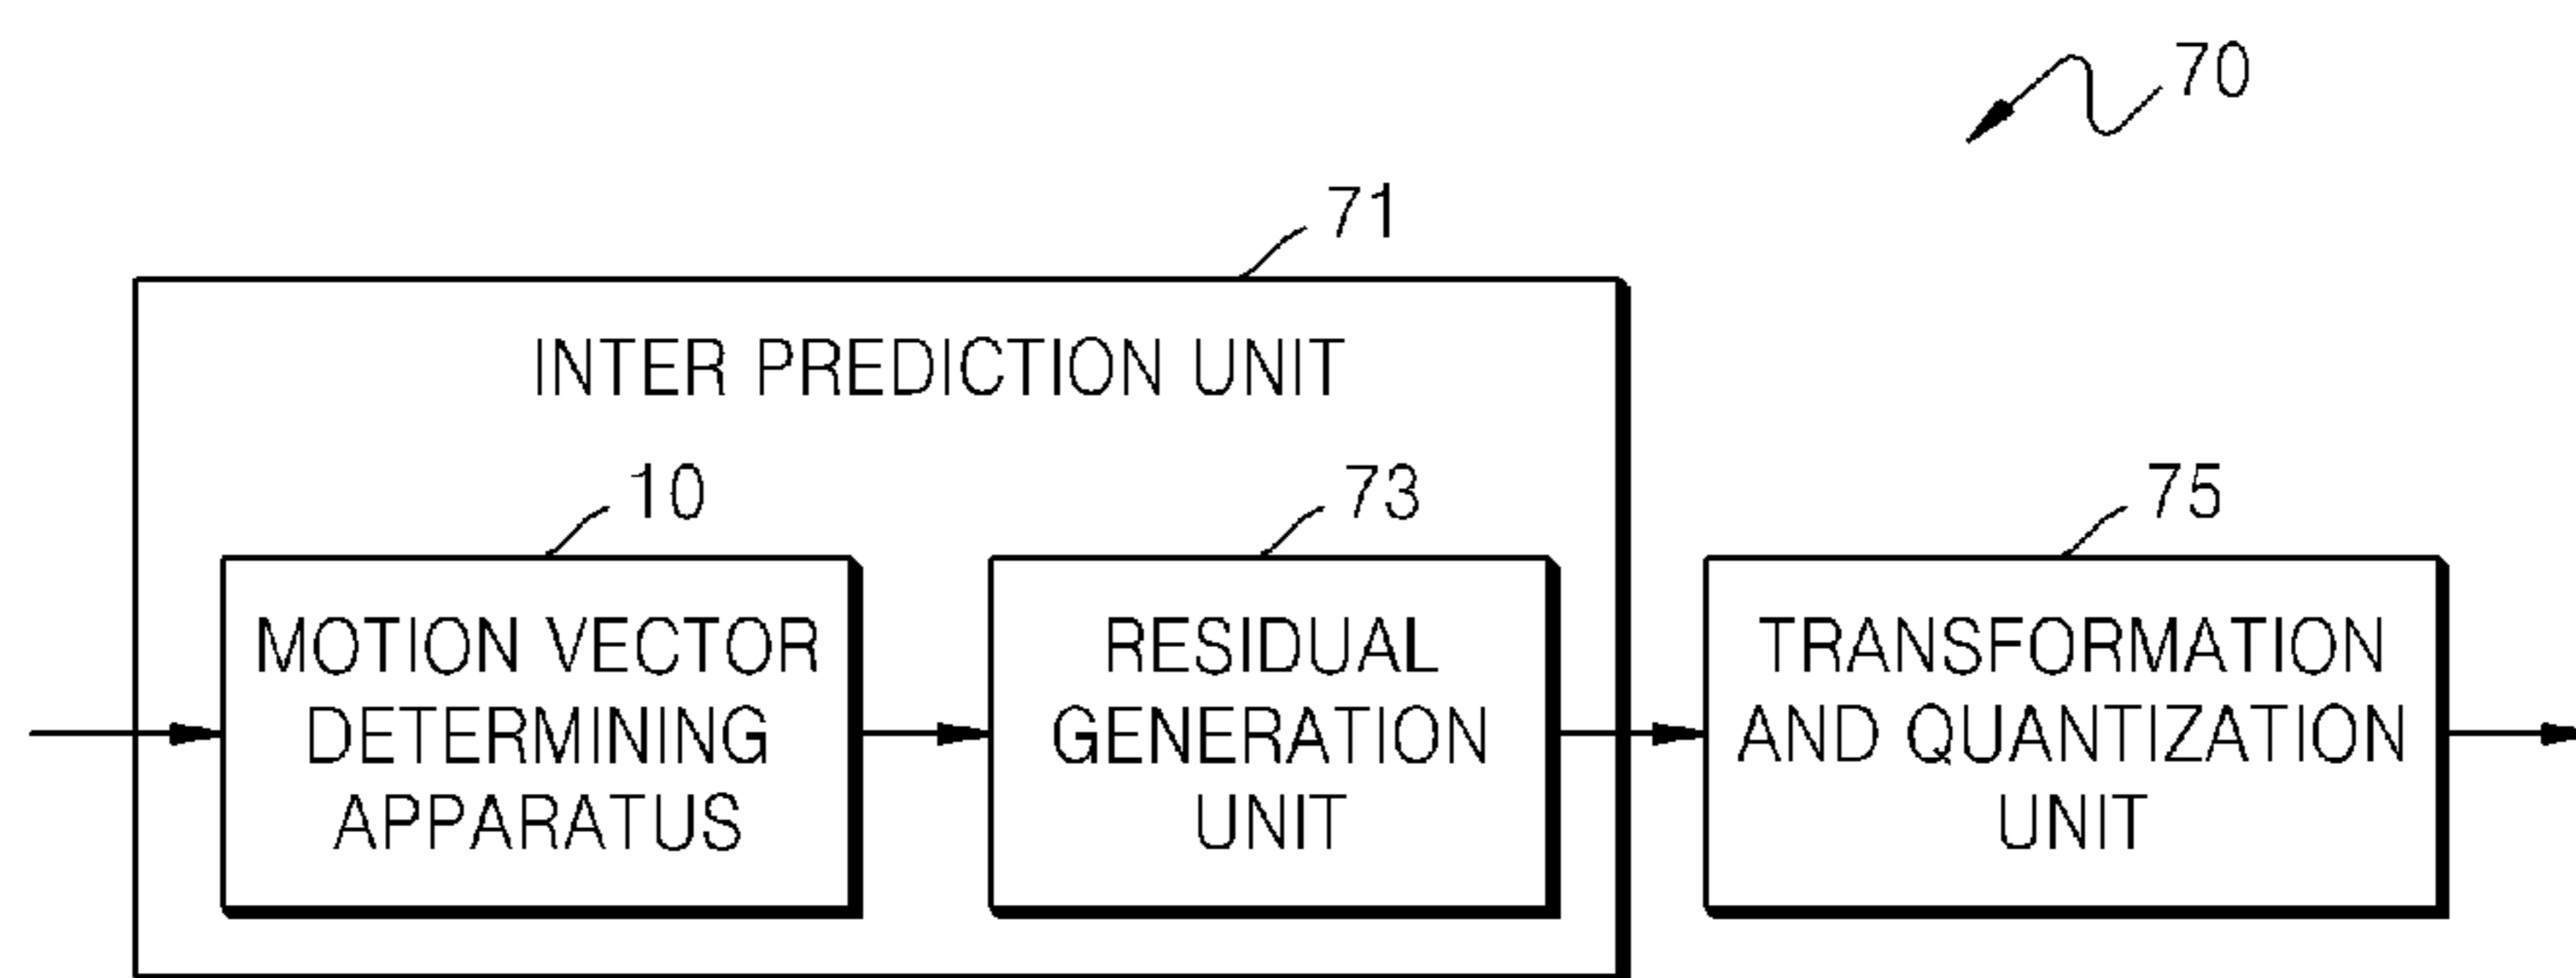 70
71
INTER PREDICTION UNIT
10
73
75
MOTION VECTOR
DETERMINING
APPARATUS
RESIDUAL
GENERATION
UNIT
TRANSFORMATION
AND QUANTIZATION
UNIT